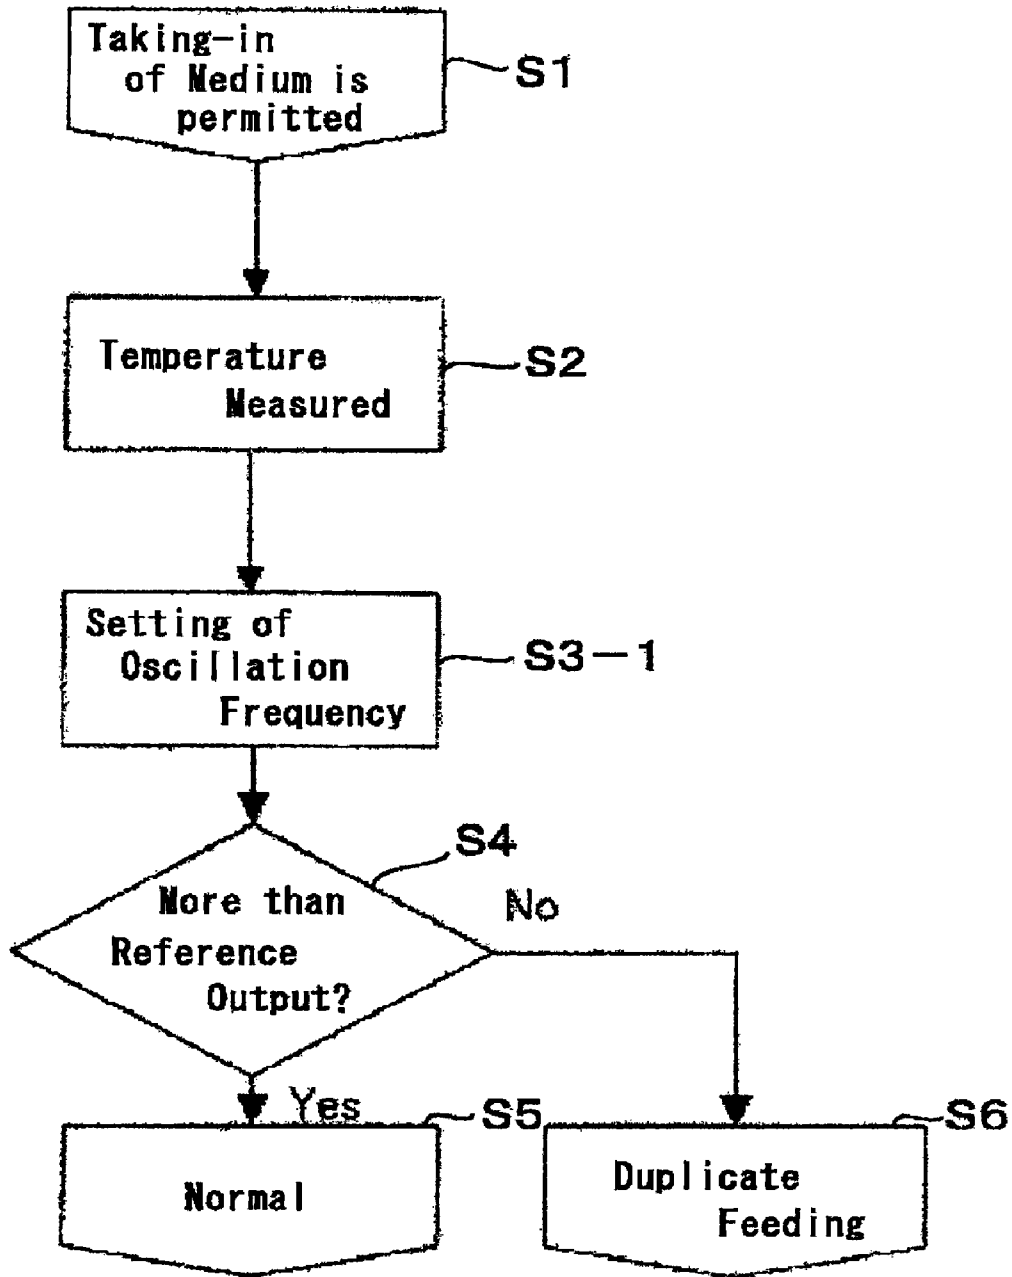 Taking-in
of Medium is
permitted
S1
Temperature
Measured
S2
Setting of
Oscillation
Frequency
S3-1
S4
More than
Reference
Output?
No
Yes
S5
Normal
S6
Duplicate
Feeding